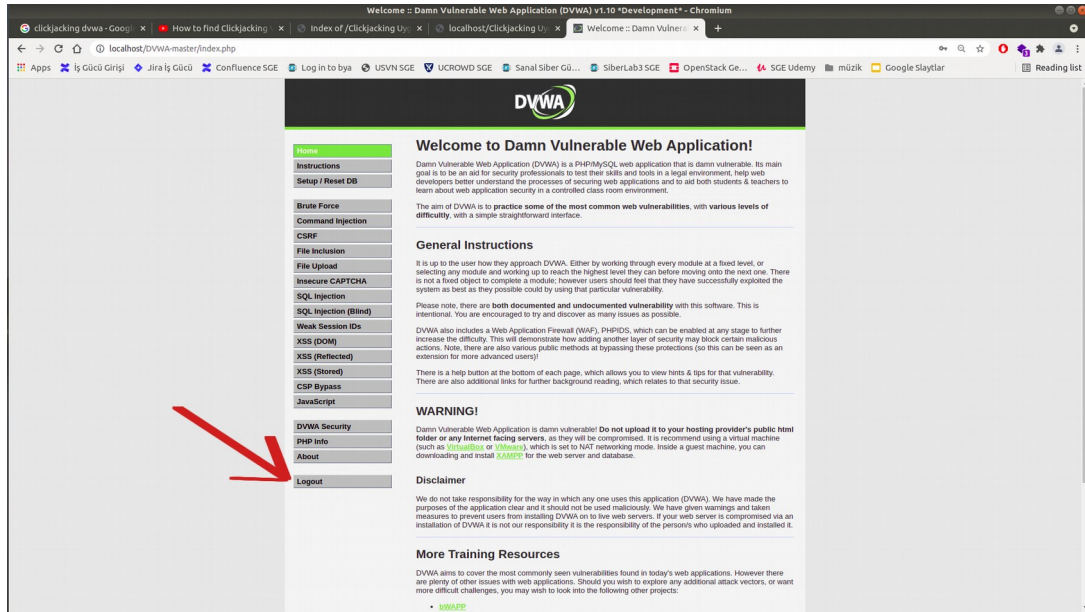 Welcome :: Damn Vulnerable Web Application (DVWA) v1.10 *Development* - Chromium
clickjacking dvwa - Googl
How to find Clickjacking
Index of /Clickjacking Uyg
localhost/Clickjacking Uy
Welcome :: Damn Vulnera
localhost/DVWA-master/index.php
Apps İş Gücü Girişi Jira İş Gücü Confluence SGE Log in to bya USVN SGE UCROWD SGE Sanal Siber Gü... SiberLab3 SGE OpenStack Ge... SGE Udemy müzik Google Slaytlar Reading list
DVWA
Home
Instructions
Setup / Reset DB
Brute Force
Command Injection
CSRF
File Inclusion
File Upload
Insecure CAPTCHA
SQL Injection
SQL Injection (Blind)
Weak Session IDs
XSS (DOM)
XSS (Reflected)
XSS (Stored)
CSP Bypass
JavaScript
DVWA Security
PHP Info
About
Logout
Welcome to Damn Vulnerable Web Application!
Damn Vulnerable Web Application (DVWA) is a PHP/MySQL web application that is damn vulnerable. Its main
goal is to be an aid for security professionals to test their skills and tools in a legal environment, help web
developers better understand the processes of securing web applications and to aid both students & teachers to
learn about web application security in a controlled class room environment.
The aim of DVWA is to practice some of the most common web vulnerabilities, with various levels of
difficultly, with a simple straightforward interface.
General Instructions
It is up to the user how they approach DVWA. Either by working through every module at a fixed level, or
selecting any module and working up to reach the highest level they can before moving onto the next one. There
is not a fixed object to complete a module; however users should feel that they have successfully exploited the
system as best as they possible could by using that particular vulnerability.
Please note, there are both documented and undocumented vulnerability with this software. This is
intentional. You are encouraged to try and discover as many issues as possible.
DVWA also includes a Web Application Firewall (WAF), PHPIDS, which can be enabled at any stage to further
increase the difficulty. This will demonstrate how adding another layer of security may block certain malicious
actions. Note, there are also various public methods at bypassing these protections (so this can be seen as an
extension for more advanced users)!
There is a help button at the bottom of each page, which allows you to view hints & tips for that vulnerability.
There are also additional links for further background reading, which relates to that security issue.
WARNING!
Damn Vulnerable Web Application is damn vulnerable! Do not upload it to your hosting provider's public html
folder or any Internet facing servers, as they will be compromised. It is recommend using a virtual machine
(such as VirtualBox or VMware), which is set to NAT networking mode. Inside a guest machine, you can
downloading and install XAMPP for the web server and database.
Disclaimer
We do not take responsibility for the way in which any one uses this application (DVWA). We have made the
purposes of the application clear and it should not be used maliciously. We have given warnings and taken
measures to prevent users from installing DVWA on to live web servers. If your web server is compromised via an
installation of DVWA it is not our responsibility it is the responsibility of the person/s who uploaded and installed it.
More Training Resources
DVWA aims to cover the most commonly seen vulnerabilities found in today's web applications. However there
are plenty of other issues with web applications. Should you wish to explore any additional attack vectors, or want
more difficult challenges, you may wish to look into the following other projects:
bWAPP